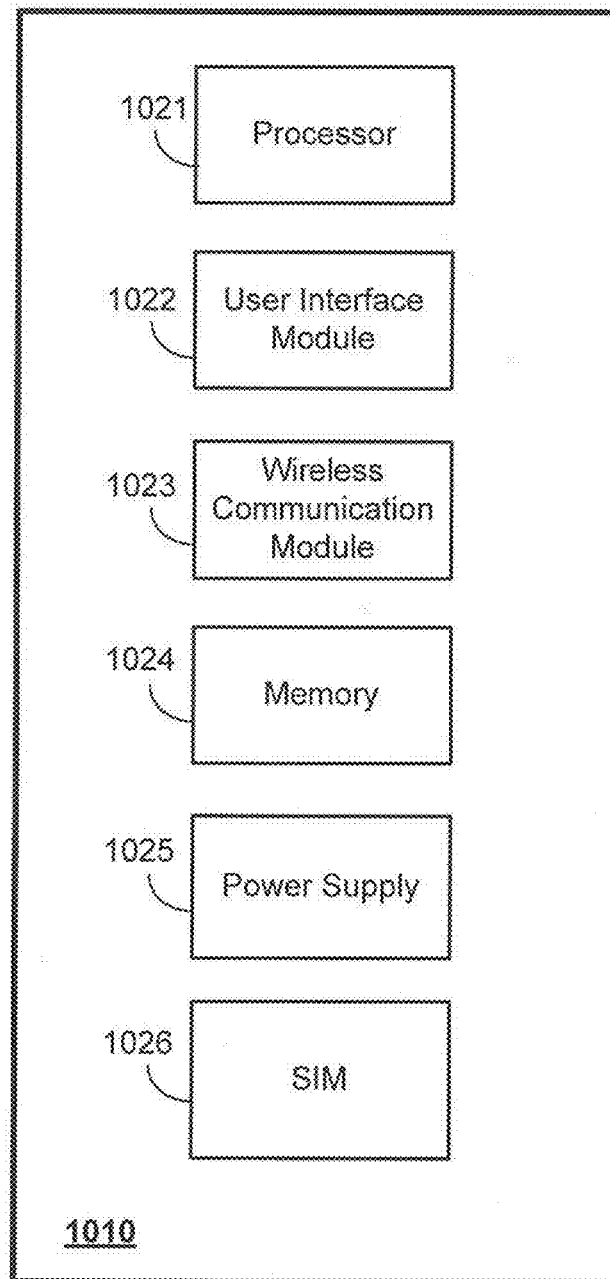 1021
Processor
1022
User Interface
Module
1023
Wireless
Communication
Module
1024
Memory
1025
Power Supply
1026
SIM
1010